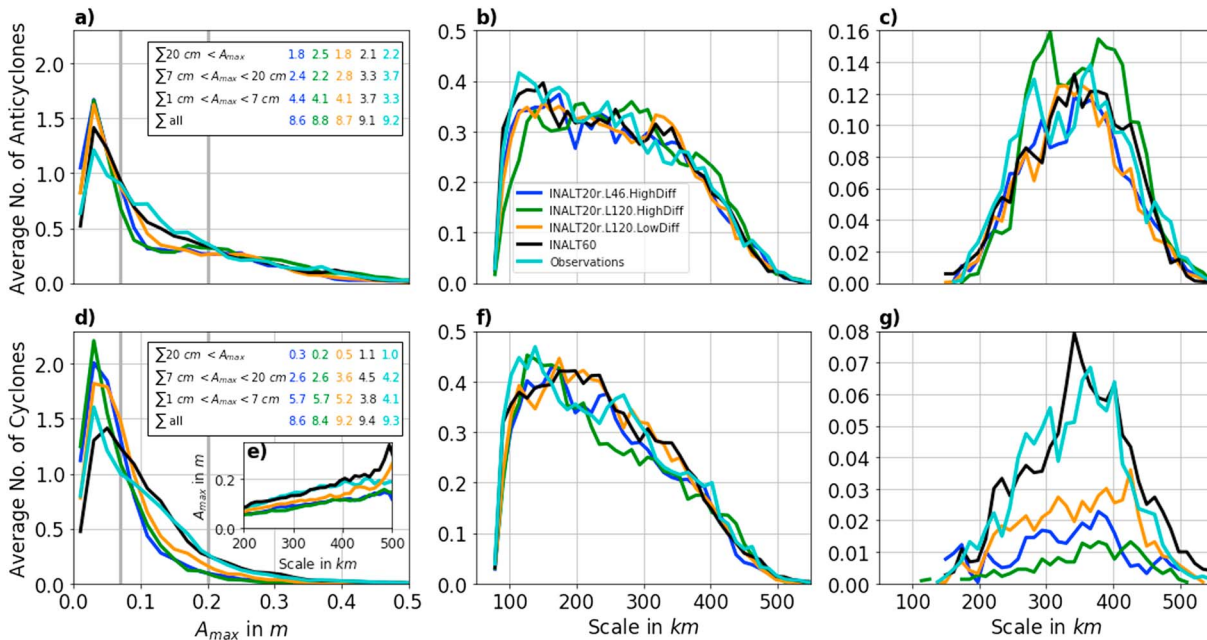 a)
b)
c)
Average No. of Anticyclones
2.0
1.5
1.0
0.5
0.0
∑20 cm < A_max 1.8 2.5 1.8 2.1 2.2
∑7 cm < A_max < 20 cm 2.4 2.2 2.8 3.3 3.7
∑1 cm < A_max < 7 cm 4.4 4.1 4.1 3.7 3.3
∑ all 8.6 8.8 8.7 9.1 9.2
0.5
0.4
0.3
0.2
0.1
0.0
INALT20r.L46.HighDiff
INALT20r.L120.HighDiff
INALT20r.L120.LowDiff
INALT60
Observations
0.16
0.14
0.12
0.10
0.08
0.06
0.04
0.02
0.00
d)
f)
g)
Average No. of Cyclones
2.0
1.5
1.0
0.5
0.0
∑20 cm < A_max 0.3 0.2 0.5 1.1 1.0
∑7 cm < A_max < 20 cm 2.6 2.6 3.6 4.5 4.2
∑1 cm < A_max < 7 cm 5.7 5.7 5.2 3.8 4.1
∑ all 8.6 8.4 9.2 9.4 9.3
e)
A_max in m
0.2
0.0
200 300 400 500
Scale in km
0.0 0.1 0.2 0.3 0.4 0.5
A_max in m
0.5
0.4
0.3
0.2
0.1
0.0
100 200 300 400 500
Scale in km
0.08
0.07
0.06
0.05
0.04
0.03
0.02
0.01
0.00
100 200 300 400 500
Scale in km